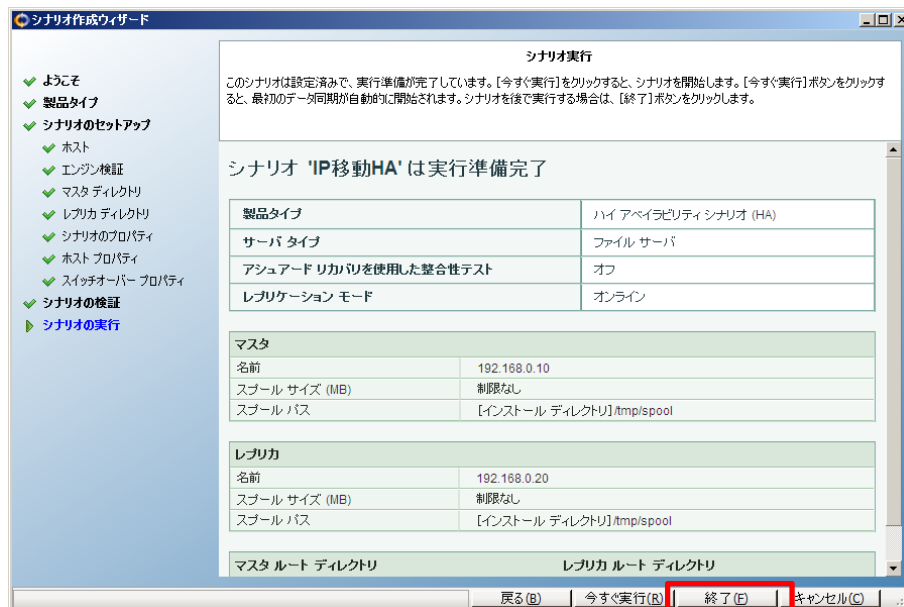 シナリオ作成ウィザード
ようこそ
製品タイプ
シナリオのセットアップ
ホスト
エンジン検証
マスタ ディレクトリ
レプリカ ディレクトリ
シナリオのプロパティ
ホスト プロパティ
スイッチオーバー プロパティ
シナリオの検証
シナリオの実行
シナリオ実行
このシナリオは設定済みで、実行準備が完了しています。[今すぐ実行]をクリックすると、シナリオを開始します。[今すぐ実行]ボタンをクリックす
ると、最初のデータ同期が自動的に開始されます。シナリオを後で実行する場合は、[終了]ボタンをクリックします。
シナリオ 'IP移動HA' は実行準備完了
製品タイプ ハイ アベイラビリティ シナリオ (HA)
サーバ タイプ ファイル サーバ
アシュアード リカバリを使用した整合性テスト オフ
レプリケーション モード オンライン
マスタ
名前 192.168.0.10
スプール サイズ (MB) 制限なし
スプール パス [インストール ディレクトリ]/tmp/spool
レプリカ
名前 192.168.0.20
スプール サイズ (MB) 制限なし
スプール パス [インストール ディレクトリ]/tmp/spool
マスタ ルート ディレクトリ レプリカ ルート ディレクトリ
戻る(B) 今すぐ実行(R) 終了(F) キャンセル(C)